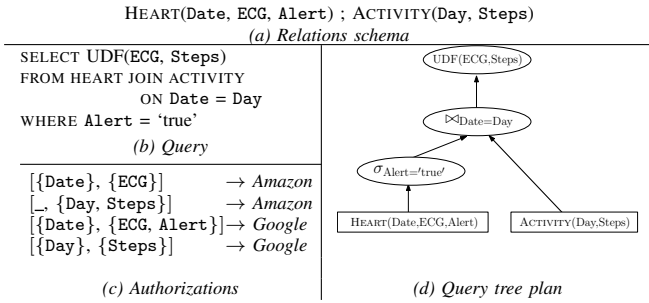 HEART(Date, ECG, Alert) ; ACTIVITY(Day, Steps)
(a) Relations schema
SELECT UDF(ECG, Steps)
FROM HEART JOIN ACTIVITY
ON Date = Day
WHERE Alert = ‘true’
(b) Query
[{Date}, {ECG}] → Amazon
[_, {Day, Steps}] → Amazon
[{Date}, {ECG, Alert}] → Google
[{Day}, {Steps}] → Google
(c) Authorizations
UDF(ECG,Steps)
⋈Date=Day
σAlert='true'
HEART(Date,ECG,Alert)
ACTIVITY(Day,Steps)
(d) Query tree plan